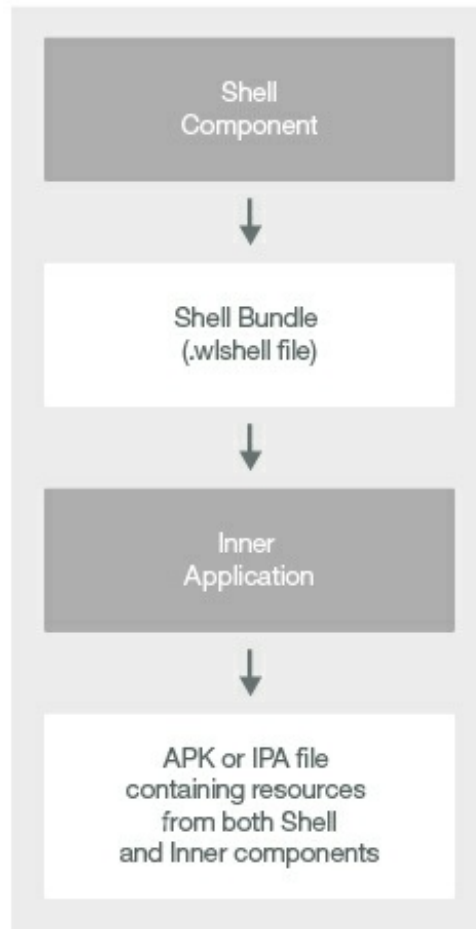 Shell
Component
Shell Bundle
(.wlshell file)
Inner
Application
APK or IPA file
containing resources
from both Shell
and Inner components